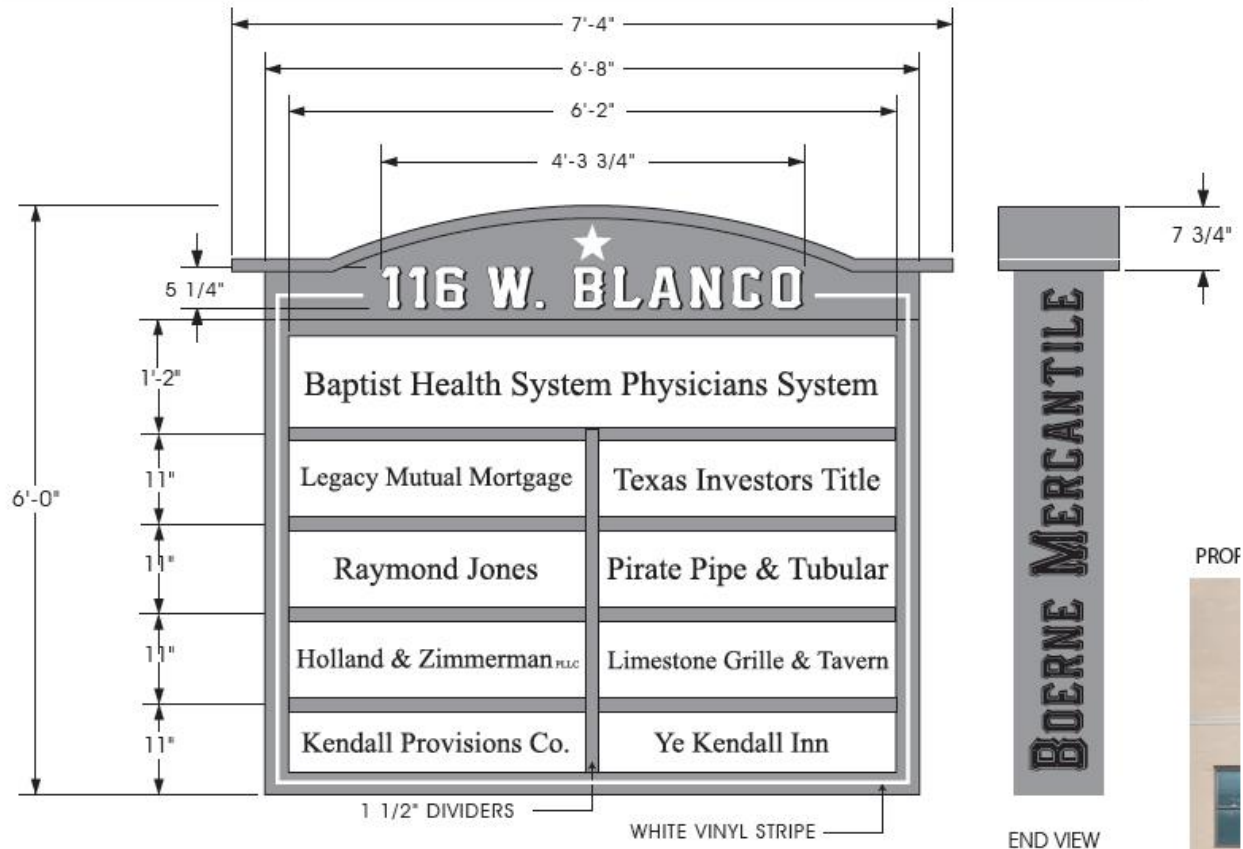 7'-4"
6'-8"
6'-2"
4'-3 3/4"
7 3/4"
5 1/4"
116 W. BLANCO
1'-2"
Baptist Health System Physicians System
11"
Legacy Mutual Mortgage
Texas Investors Title
6'-0"
11"
Raymond Jones
Pirate Pipe & Tubular
11"
Holland & Zimmerman PLLC
Limestone Grille & Tavern
11"
Kendall Provisions Co.
Ye Kendall Inn
1 1/2" DIVIDERS
WHITE VINYL STRIPE
BOERNE MERCANTILE
END VIEW
PROF